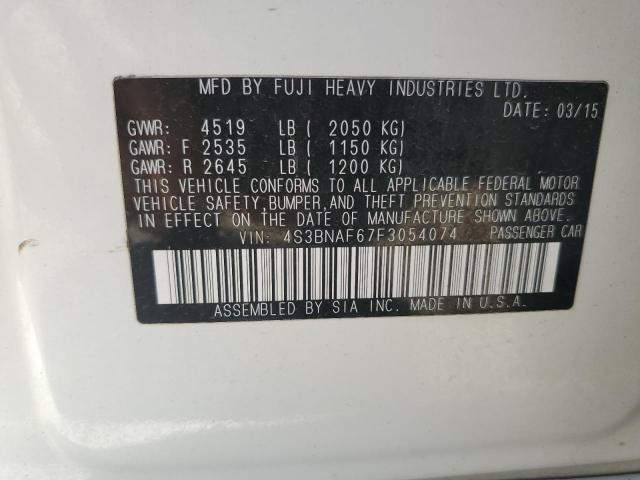 MFD BY FUJI HEAVY INDUSTRIES LTD.
DATE: 03/15
GVWR: 4519 LB ( 2050 KG)
GAWR: F 2535 LB ( 1150 KG)
GAWR: R 2645 LB ( 1200 KG)
THIS VEHICLE CONFORMS TO ALL APPLICABLE FEDERAL MOTOR
VEHICLE SAFETY, BUMPER, AND THEFT PREVENTION STANDARDS
IN EFFECT ON THE DATE OF MANUFACTURE SHOWN ABOVE.
VIN: 4S3BNAF67F3054074 PASSENGER CAR
ASSEMBLED BY SIA INC. MADE IN U.S.A.